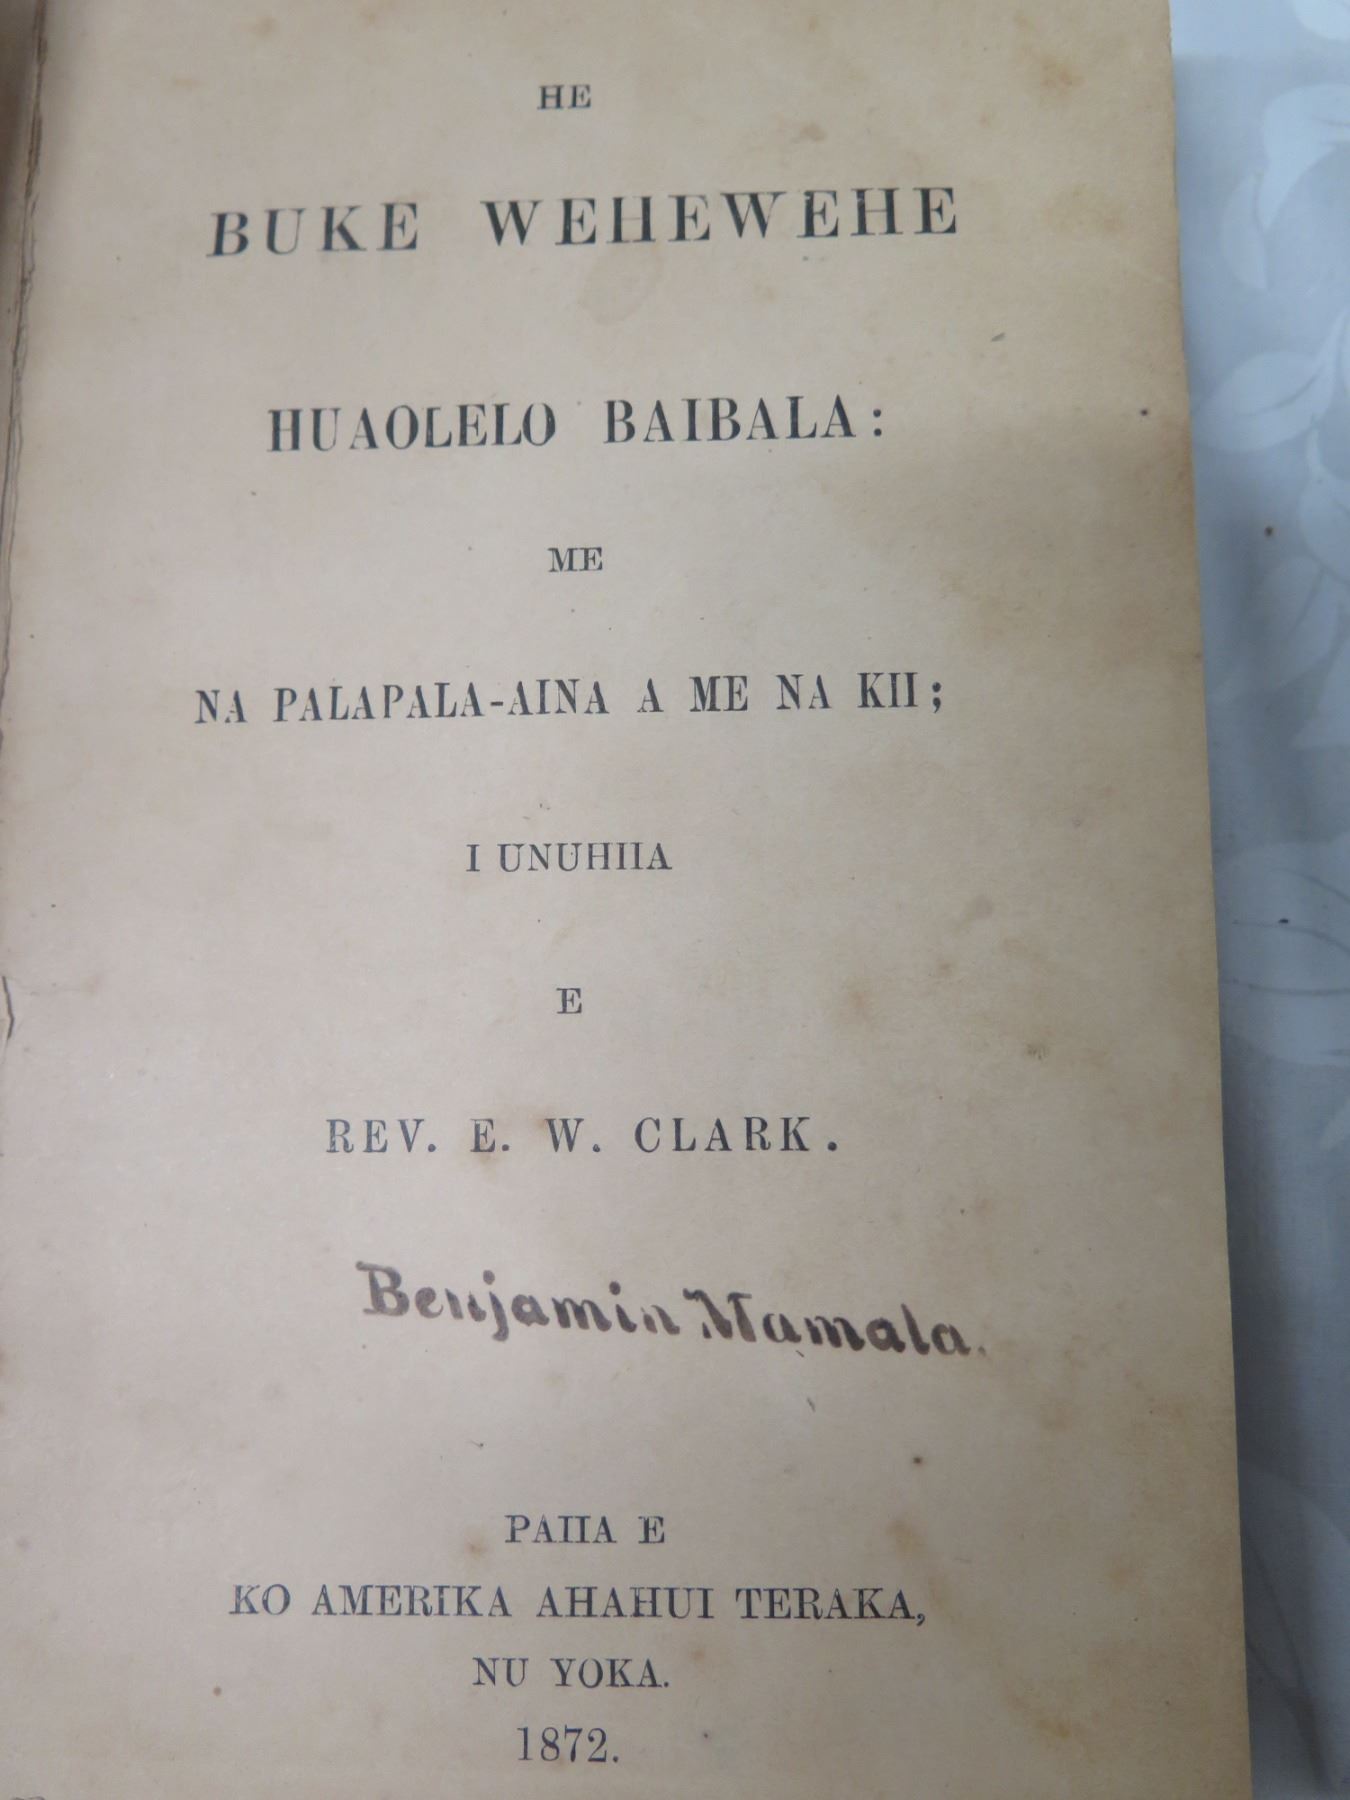 HE
BUKE WEHEWEHE
HUAOLELO BAIBALA:
ME
NA PALAPALA-AINA A ME NA KII;
I UNUHIIA
E
REV. E. W. CLARK.
Benjamin Mamala.
PAIIA E
KO AMERIKA AHAHUI TERAKA,
NU YOKA.
1872.